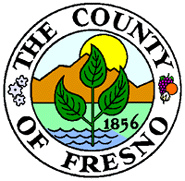 THE COUNTY
OF FRESNO
1856